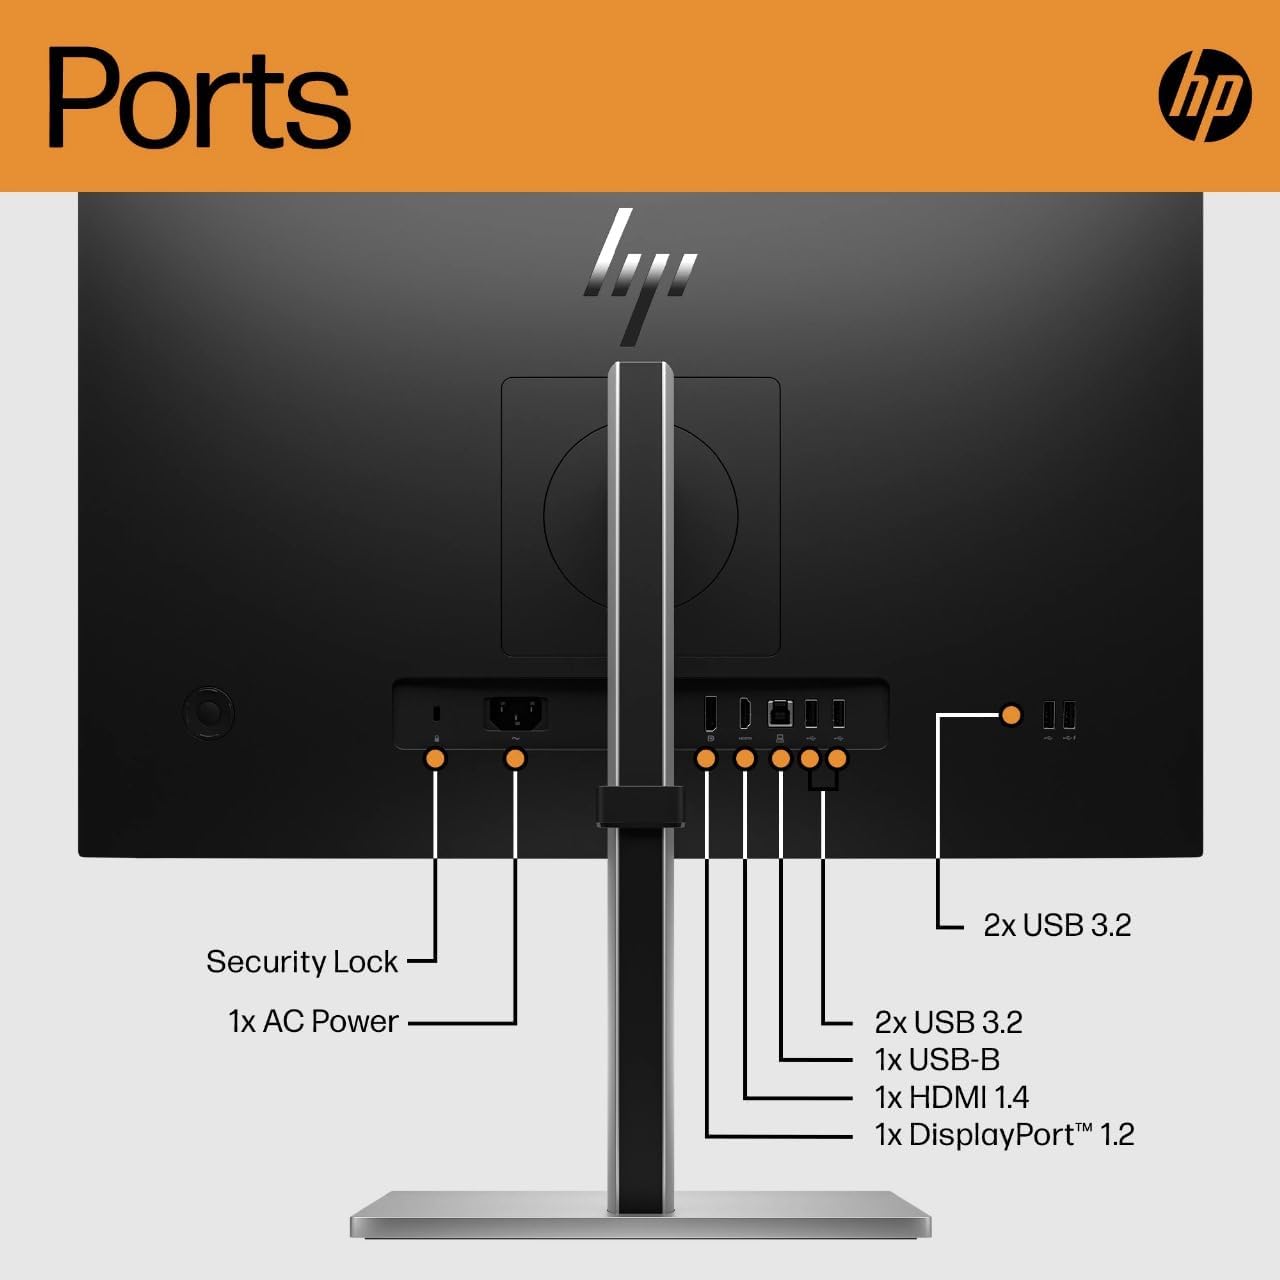 Ports
hp
hp
Security Lock
1x AC Power
2x USB 3.2
2x USB 3.2
1x USB-B
1x HDMI 1.4
1x DisplayPort™ 1.2